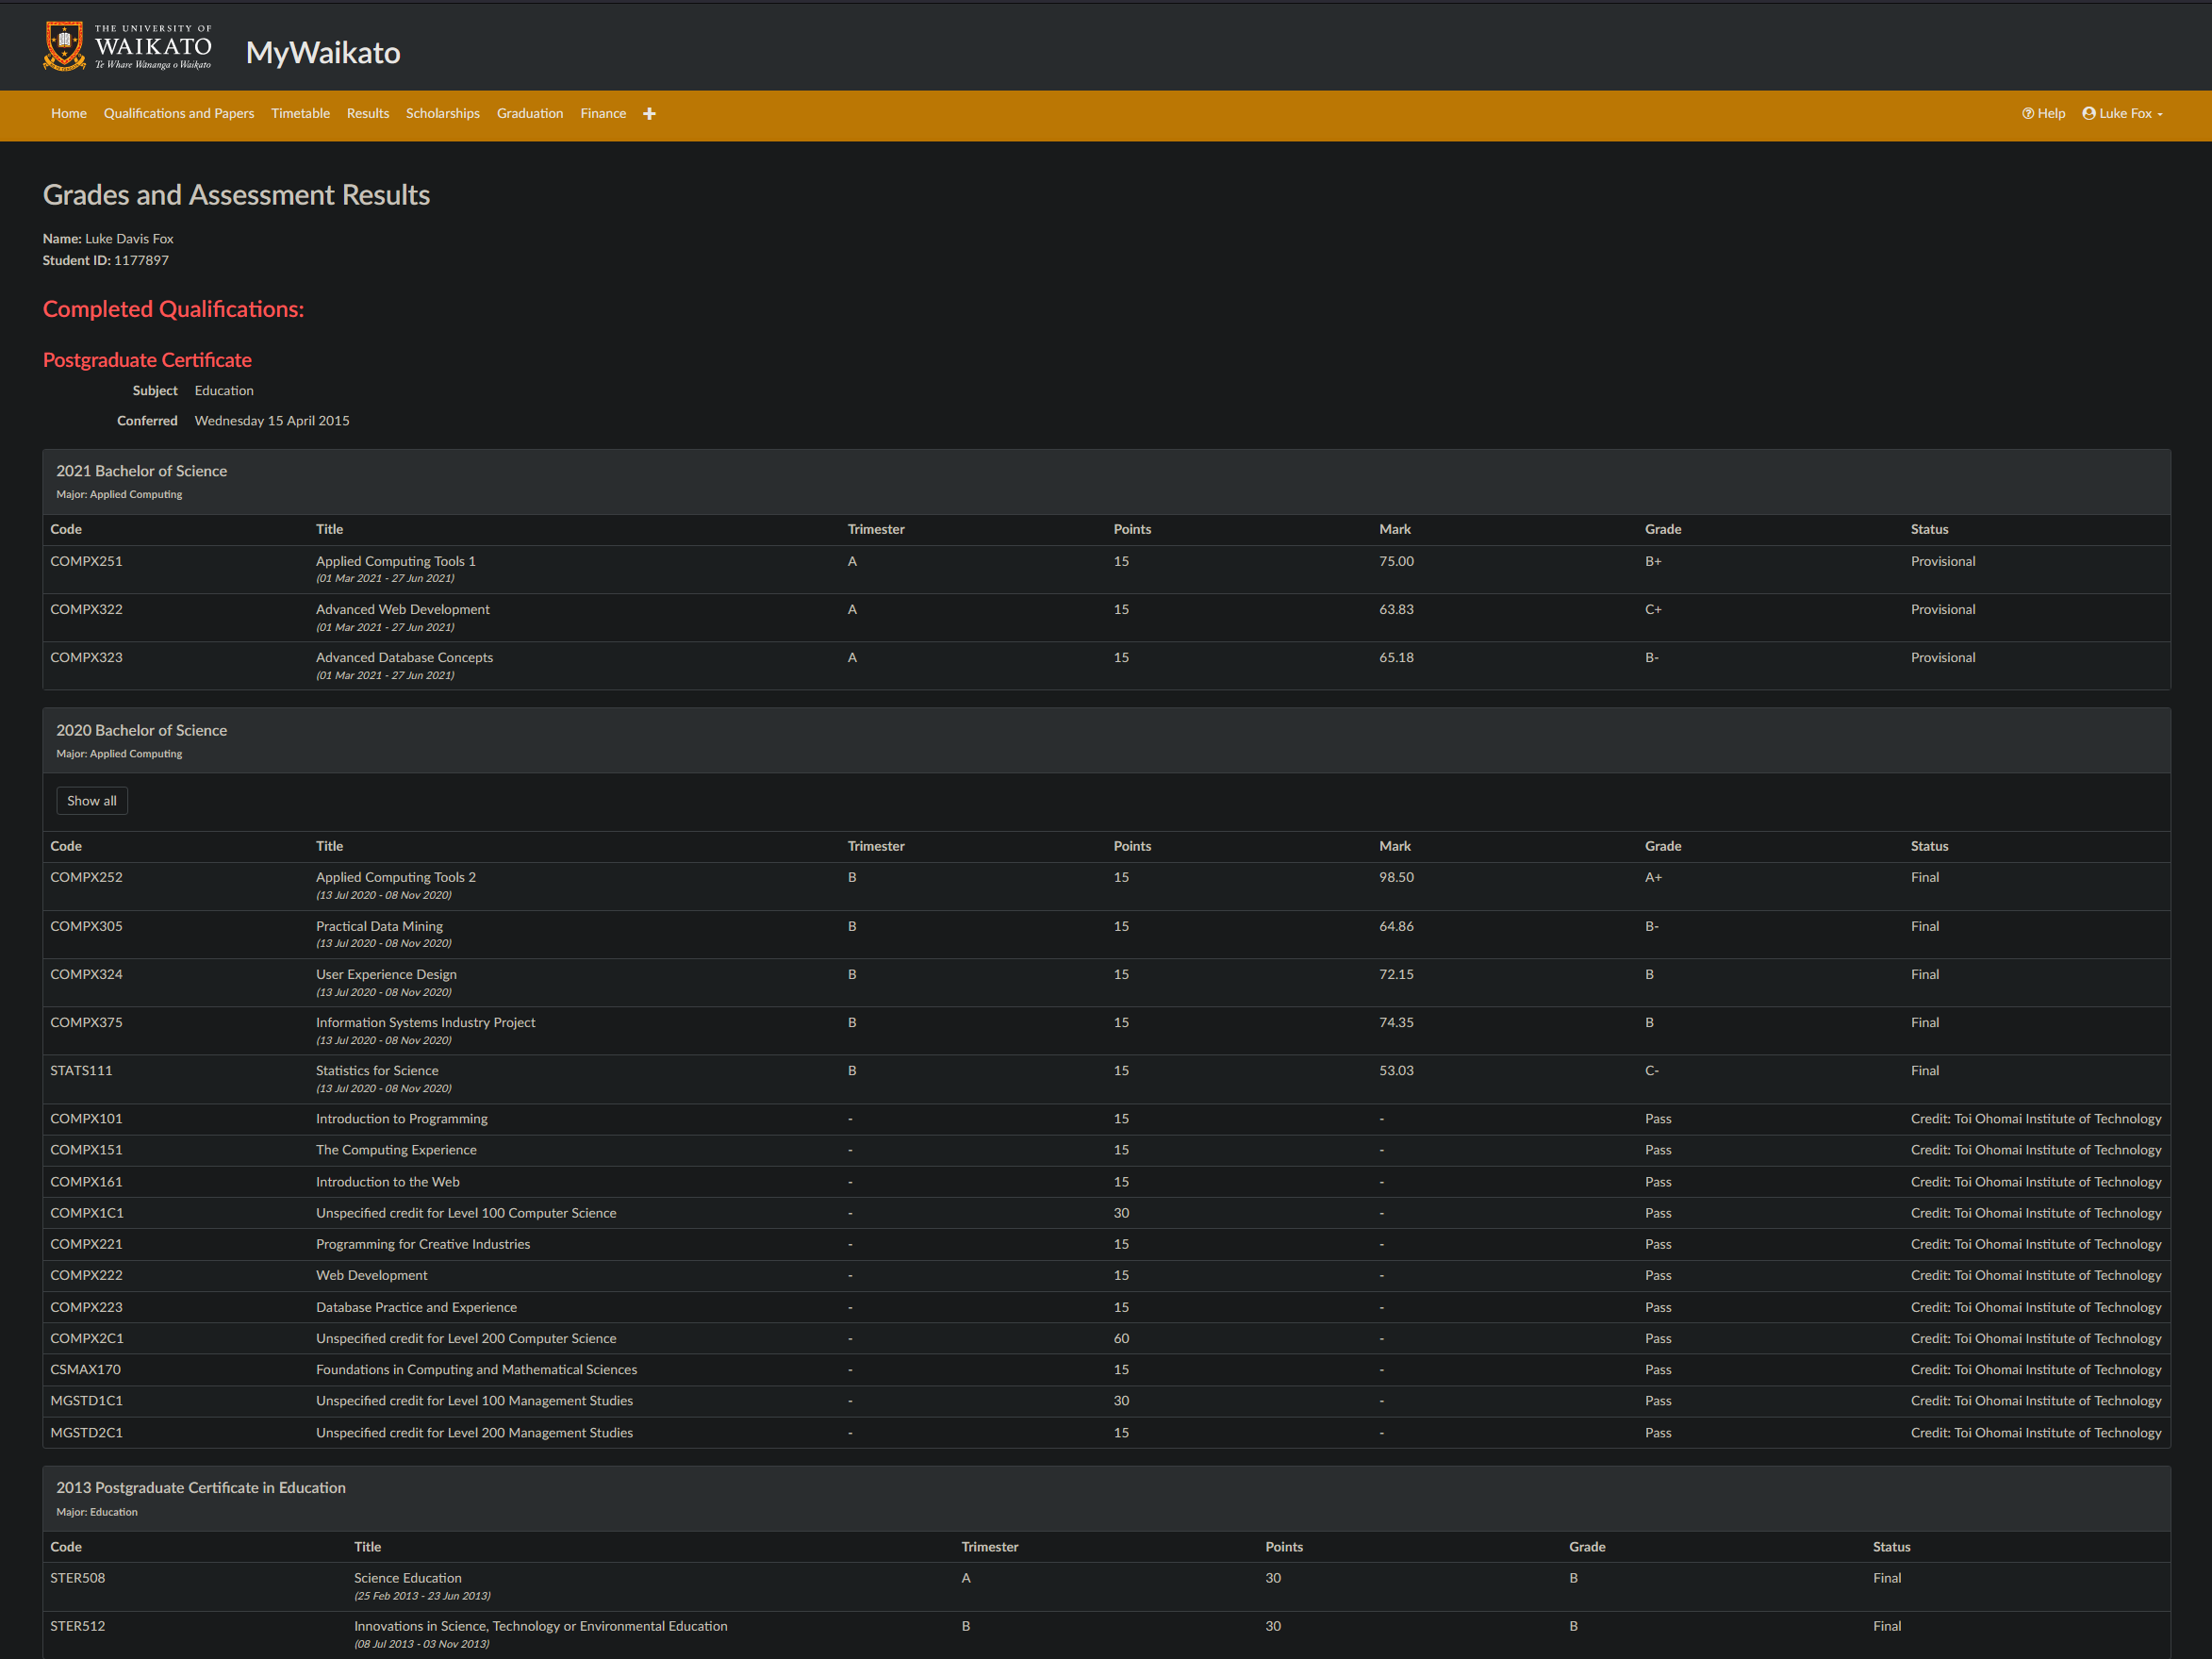 THE UNIVERSITY OF
WAIKATO
Te Whare Wānanga o Waikato
MyWaikato
Home Qualifications and Papers Timetable Results Scholarships Graduation Finance Help Luke Fox
Grades and Assessment Results
Name: Luke Davis Fox
Student ID: 1177897
Completed Qualifications:
Postgraduate Certificate
Subject Education
Conferred Wednesday 15 April 2015
2021 Bachelor of Science
Major: Applied Computing
Code Title Trimester Points Mark Grade Status
COMPX251 Applied Computing Tools 1 A 15 75.00 B+ Provisional
(01 Mar 2021 - 27 Jun 2021)
COMPX322 Advanced Web Development A 15 63.83 C+ Provisional
(01 Mar 2021 - 27 Jun 2021)
COMPX323 Advanced Database Concepts A 15 65.18 B- Provisional
(01 Mar 2021 - 27 Jun 2021)
2020 Bachelor of Science
Major: Applied Computing
Show all
Code Title Trimester Points Mark Grade Status
COMPX252 Applied Computing Tools 2 B 15 98.50 A+ Final
(13 Jul 2020 - 08 Nov 2020)
COMPX305 Practical Data Mining B 15 64.86 B- Final
(13 Jul 2020 - 08 Nov 2020)
COMPX324 User Experience Design B 15 72.15 B Final
(13 Jul 2020 - 08 Nov 2020)
COMPX375 Information Systems Industry Project B 15 74.35 B Final
(13 Jul 2020 - 08 Nov 2020)
STATS111 Statistics for Science B 15 53.03 C- Final
(13 Jul 2020 - 08 Nov 2020)
COMPX101 Introduction to Programming - 15 - Pass Credit: Toi Ohomai Institute of Technology
COMPX151 The Computing Experience - 15 - Pass Credit: Toi Ohomai Institute of Technology
COMPX161 Introduction to the Web - 15 - Pass Credit: Toi Ohomai Institute of Technology
COMPX1C1 Unspecified credit for Level 100 Computer Science - 30 - Pass Credit: Toi Ohomai Institute of Technology
COMPX221 Programming for Creative Industries - 15 - Pass Credit: Toi Ohomai Institute of Technology
COMPX222 Web Development - 15 - Pass Credit: Toi Ohomai Institute of Technology
COMPX223 Database Practice and Experience - 15 - Pass Credit: Toi Ohomai Institute of Technology
COMPX2C1 Unspecified credit for Level 200 Computer Science - 60 - Pass Credit: Toi Ohomai Institute of Technology
CSMAX170 Foundations in Computing and Mathematical Sciences - 15 - Pass Credit: Toi Ohomai Institute of Technology
MGSTD1C1 Unspecified credit for Level 100 Management Studies - 30 - Pass Credit: Toi Ohomai Institute of Technology
MGSTD2C1 Unspecified credit for Level 200 Management Studies - 15 - Pass Credit: Toi Ohomai Institute of Technology
2013 Postgraduate Certificate in Education
Major: Education
Code Title Trimester Points Grade Status
STER508 Science Education A 30 B Final
(25 Feb 2013 - 23 Jun 2013)
STER512 Innovations in Science, Technology or Environmental Education B 30 B Final
(08 Jul 2013 - 03 Nov 2013)